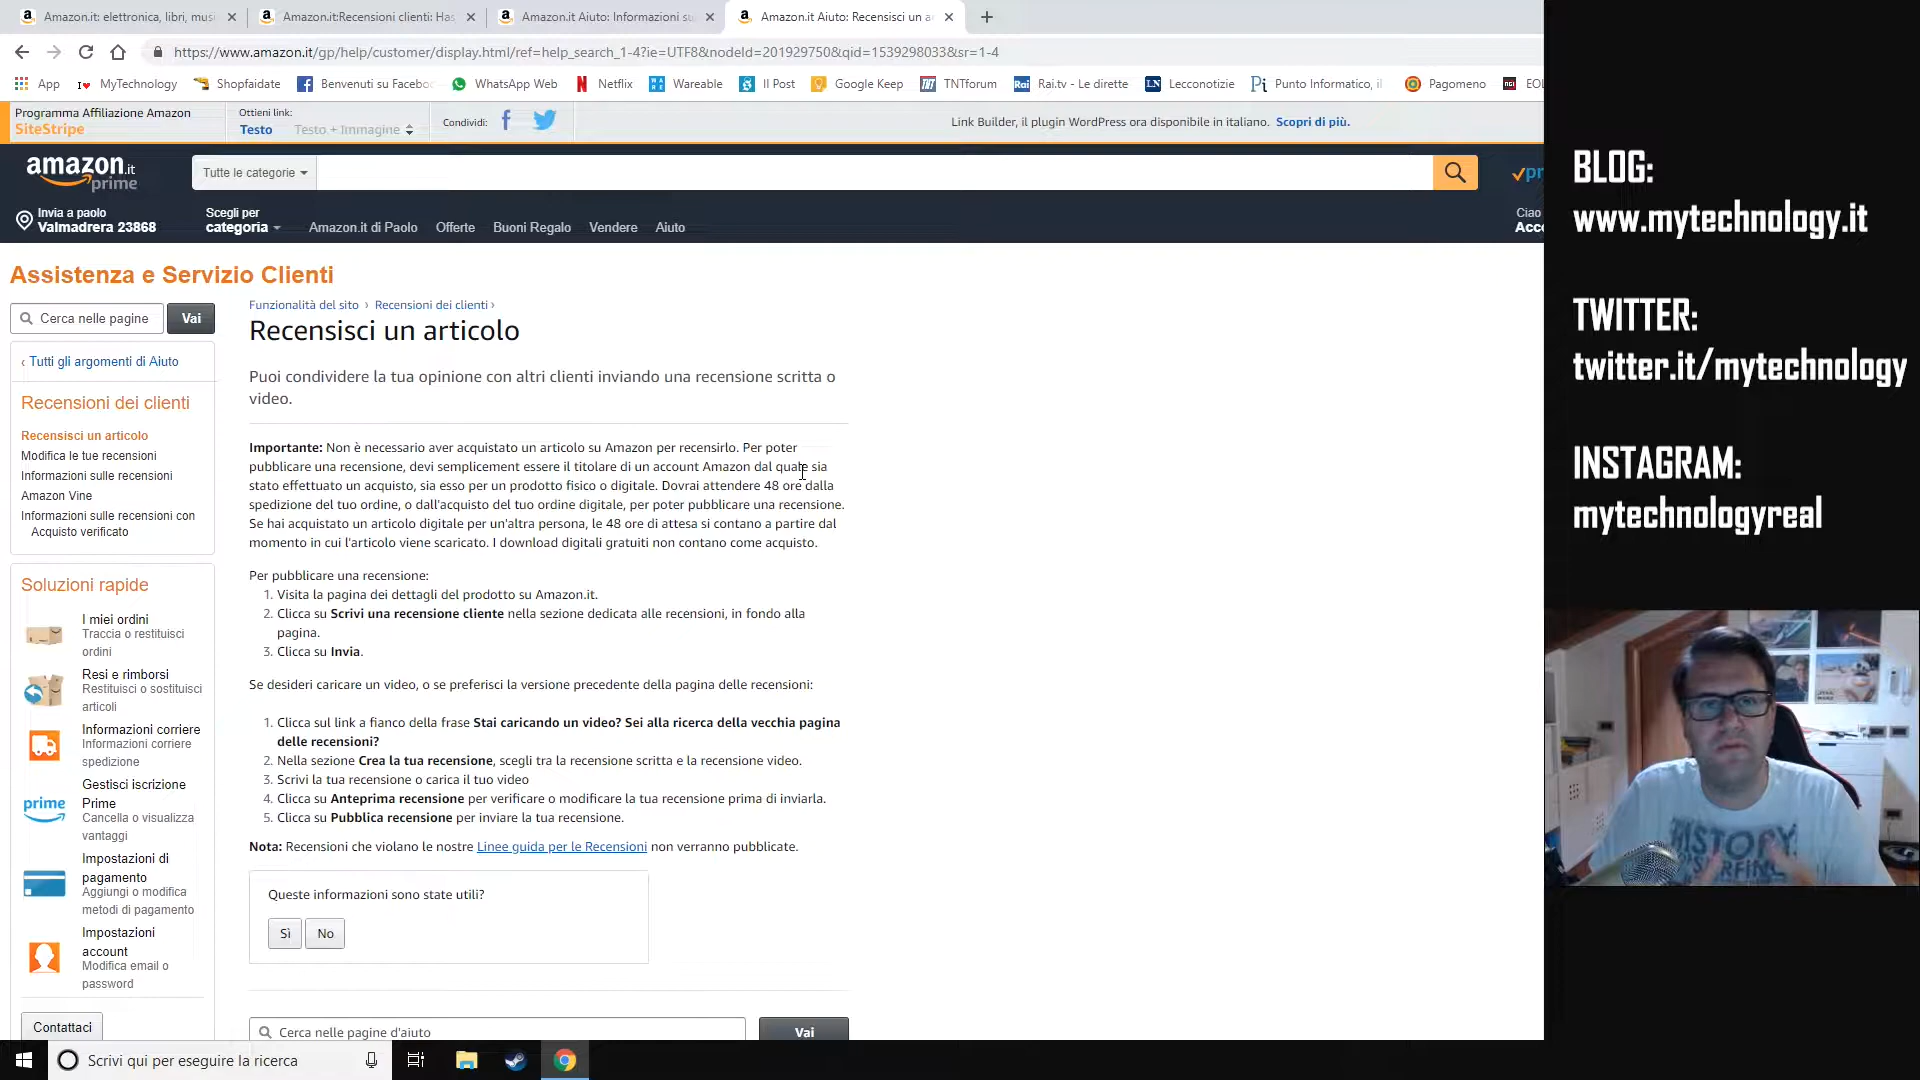 Amazon.it: elettronica, libri, mus
Amazon.it:Recensioni clienti: Has
Amazon.it Aiuto: Informazioni su
Amazon.it Aiuto: Recensisci un a
https://www.amazon.it/gp/help/customer/display.html/ref=help_search_1-4?ie=UTF8&nodeId=201929750&qid=1539298033&sr=1-4
App
MyTechnology
Shopfaidate
Benvenuti su Facebo
WhatsApp Web
Netflix
Wareable
Il Post
Google Keep
TNTforum
Rai.tv - Le dirette
Lecconotizie
Punto Informatico, il
Pagomeno
EOL
Programma Affiliazione Amazon
SiteStripe
Ottieni link:
Testo
Testo + Immagine
Condividi:
Link Builder, il plugin WordPress ora disponibile in italiano. Scopri di più.
amazon.it
prime
Tutte le categorie
pr
Invia a paolo
Valmadrera 23868
Scegli per
categoria
Amazon.it di Paolo
Offerte
Buoni Regalo
Vendere
Aiuto
Ciao
Acc
Assistenza e Servizio Clienti
Cerca nelle pagine
Vai
‹ Tutti gli argomenti di Aiuto
Recensioni dei clienti
Recensisci un articolo
Modifica le tue recensioni
Informazioni sulle recensioni
Amazon Vine
Informazioni sulle recensioni con
Acquisto verificato
Soluzioni rapide
I miei ordini
Traccia o restituisci
ordini
Resi e rimborsi
Restituisci o sostituisci
articoli
Informazioni corriere
Informazioni corriere
spedizione
prime
Gestisci iscrizione
Prime
Cancella o visualizza
vantaggi
Impostazioni di
pagamento
Aggiungi o modifica
metodi di pagamento
Impostazioni
account
Modifica email o
password
Contattaci
Funzionalità del sito › Recensioni dei clienti ›
Recensisci un articolo
Puoi condividere la tua opinione con altri clienti inviando una recensione scritta o
video.
Importante: Non è necessario aver acquistato un articolo su Amazon per recensirlo. Per poter
pubblicare una recensione, devi semplicemente essere il titolare di un account Amazon dal quale sia
stato effettuato un acquisto, sia esso per un prodotto fisico o digitale. Dovrai attendere 48 ore dalla
spedizione del tuo ordine, o dall'acquisto del tuo ordine digitale, per poter pubblicare una recensione.
Se hai acquistato un articolo digitale per un'altra persona, le 48 ore di attesa si contano a partire dal
momento in cui l'articolo viene scaricato. I download digitali gratuiti non contano come acquisto.
Per pubblicare una recensione:
1. Visita la pagina dei dettagli del prodotto su Amazon.it.
2. Clicca su Scrivi una recensione cliente nella sezione dedicata alle recensioni, in fondo alla
pagina.
3. Clicca su Invia.
Se desideri caricare un video, o se preferisci la versione precedente della pagina delle recensioni:
1. Clicca sul link a fianco della frase Stai caricando un video? Sei alla ricerca della vecchia pagina
delle recensioni?
2. Nella sezione Crea la tua recensione, scegli tra la recensione scritta e la recensione video.
3. Scrivi la tua recensione o carica il tuo video
4. Clicca su Anteprima recensione per verificare o modificare la tua recensione prima di inviarla.
5. Clicca su Pubblica recensione per inviare la tua recensione.
Nota: Recensioni che violano le nostre Linee guida per le Recensioni non verranno pubblicate.
Queste informazioni sono state utili?
Sì
No
Cerca nelle pagine d'aiuto
Vai
Scrivi qui per eseguire la ricerca
BLOG:
www.mytechnology.it
TWITTER:
twitter.it/mytechnology
INSTAGRAM:
mytechnologyreal